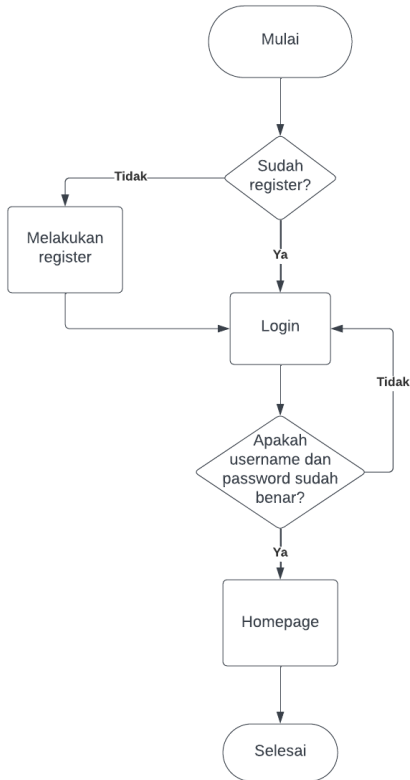 Mulai
Sudah
register?
Tidak
Melakukan
register
Ya
Login
Tidak
Apakah
username dan
password sudah
benar?
Ya
Homepage
Selesai